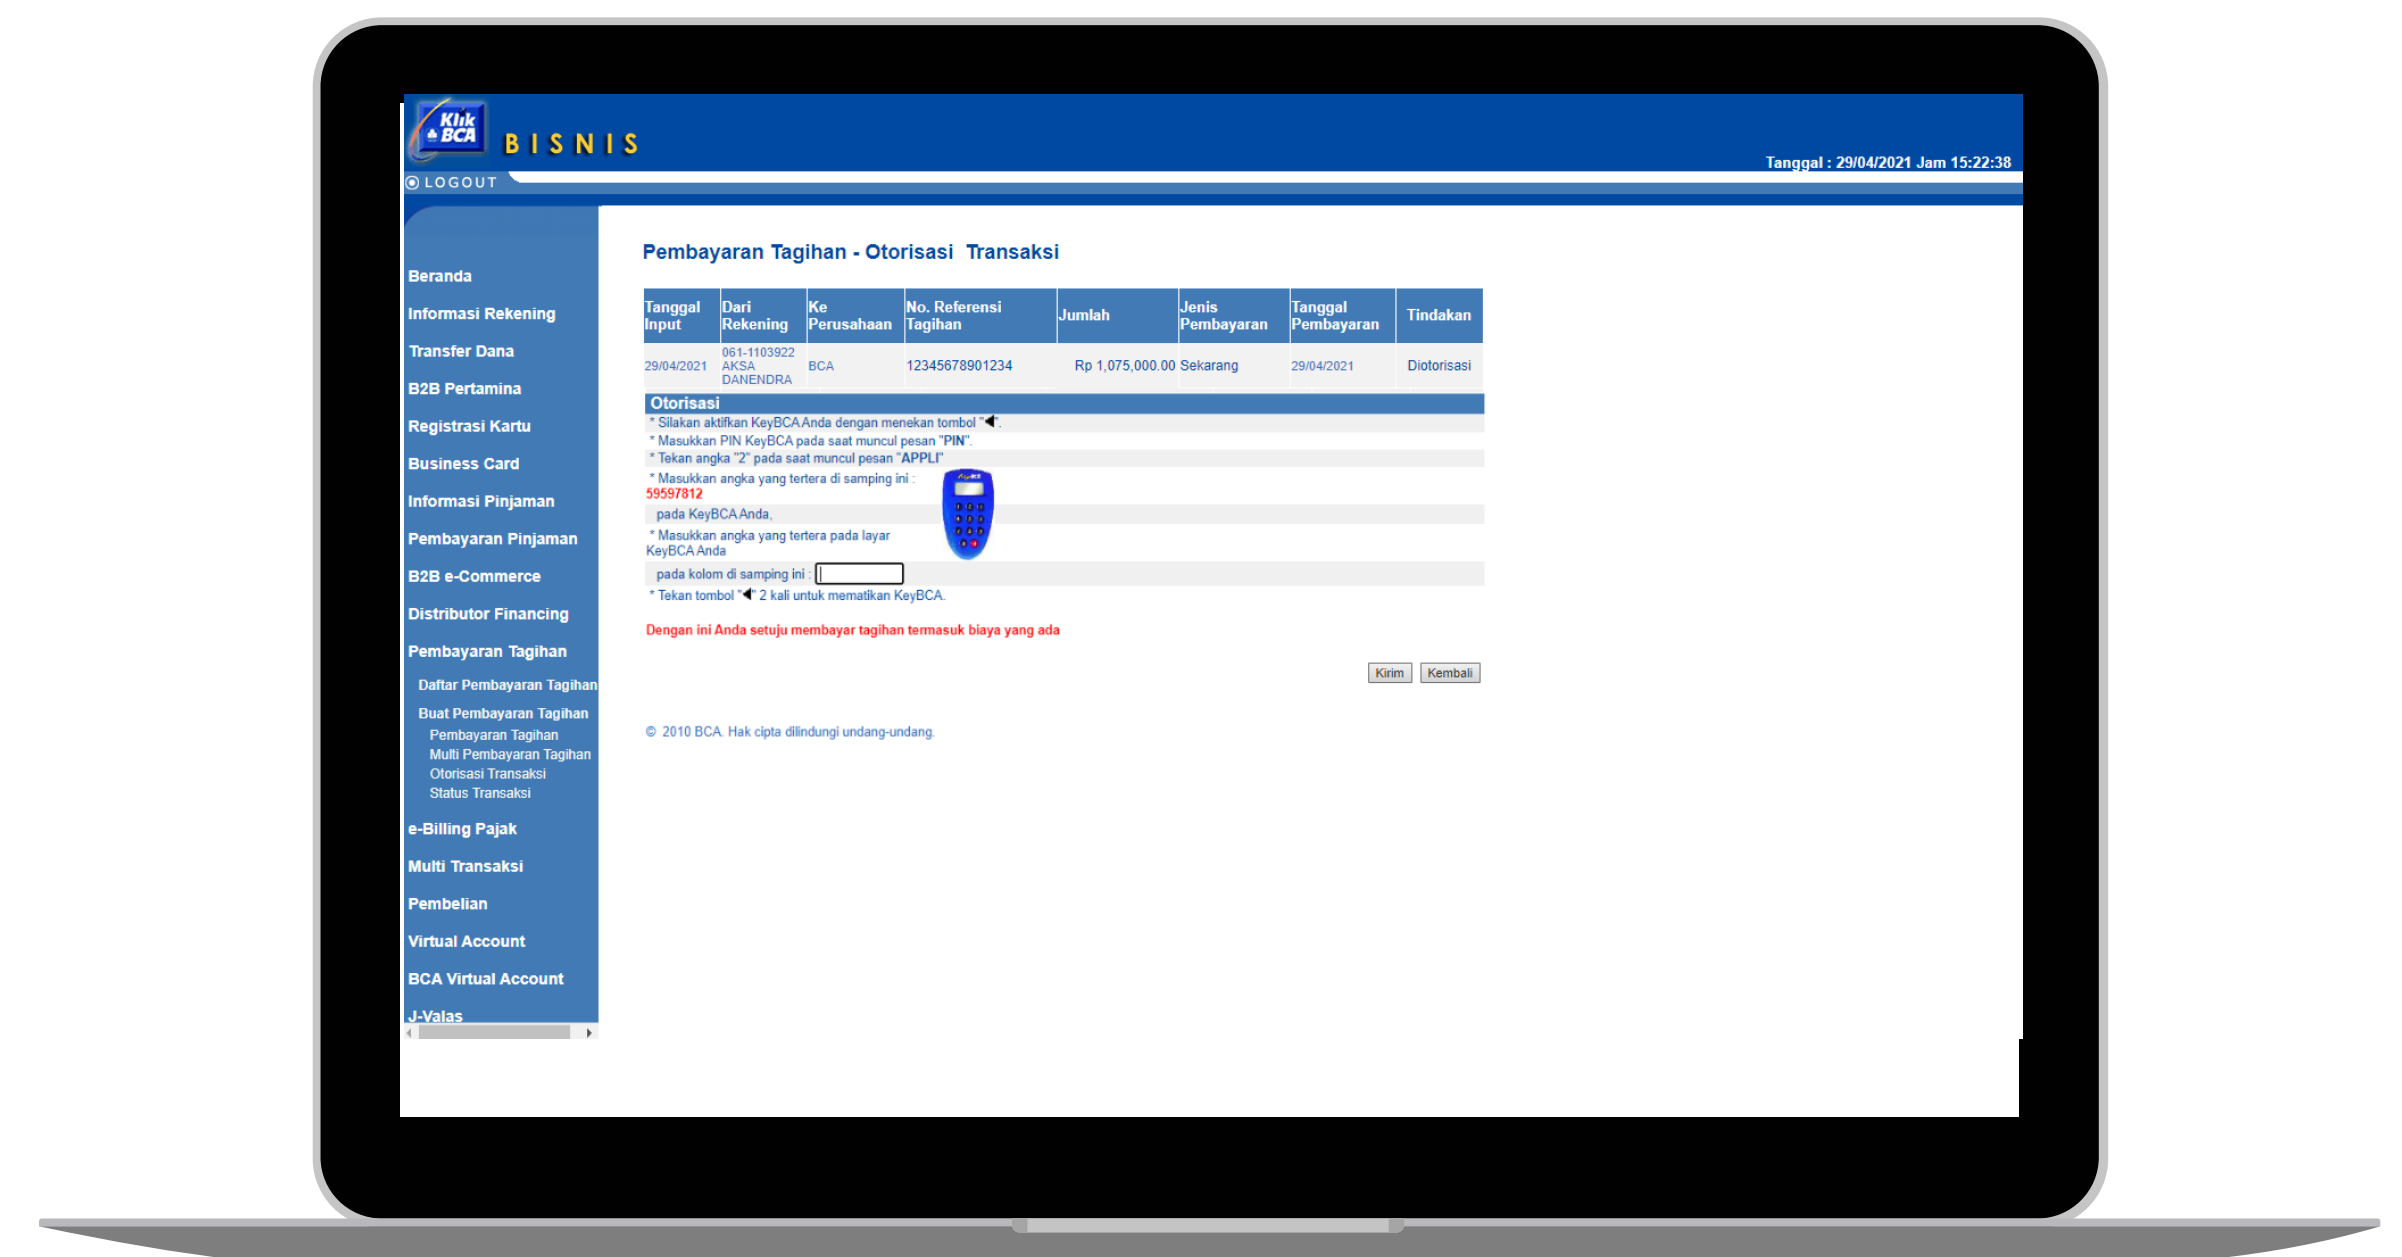 Klik
BCA
BISNIS
Tanggal : 29/04/2021 Jam 15:22:38
LOGOUT
Beranda
Informasi Rekening
Transfer Dana
B2B Pertamina
Registrasi Kartu
Business Card
Informasi Pinjaman
Pembayaran Pinjaman
B2B e-Commerce
Distributor Financing
Pembayaran Tagihan
Daftar Pembayaran Tagihan
Buat Pembayaran Tagihan
Pembayaran Tagihan
Multi Pembayaran Tagihan
Otorisasi Transaksi
Status Transaksi
e-Billing Pajak
Multi Transaksi
Pembelian
Virtual Account
BCA Virtual Account
J-Valas
Pembayaran Tagihan - Otorisasi Transaksi
Tanggal Input Dari Rekening Ke Perusahaan No. Referensi Tagihan Jumlah Jenis Pembayaran Tanggal Pembayaran Tindakan
29/04/2021 061-1103922 AKSA DANENDRA BCA 12345678901234 Rp 1,075,000.00 Sekarang 29/04/2021 Diotorisasi
Otorisasi
* Silakan aktifkan KeyBCA Anda dengan menekan tombol "◀".
* Masukkan PIN KeyBCA pada saat muncul pesan "PIN".
* Tekan angka "2" pada saat muncul pesan "APPLI"
* Masukkan angka yang tertera di samping ini :
59597812
pada KeyBCA Anda,
* Masukkan angka yang tertera pada layar
KeyBCA Anda
pada kolom di samping ini :
* Tekan tombol "◀" 2 kali untuk mematikan KeyBCA.
Dengan ini Anda setuju membayar tagihan termasuk biaya yang ada
Kirim Kembali
© 2010 BCA. Hak cipta dilindungi undang-undang.